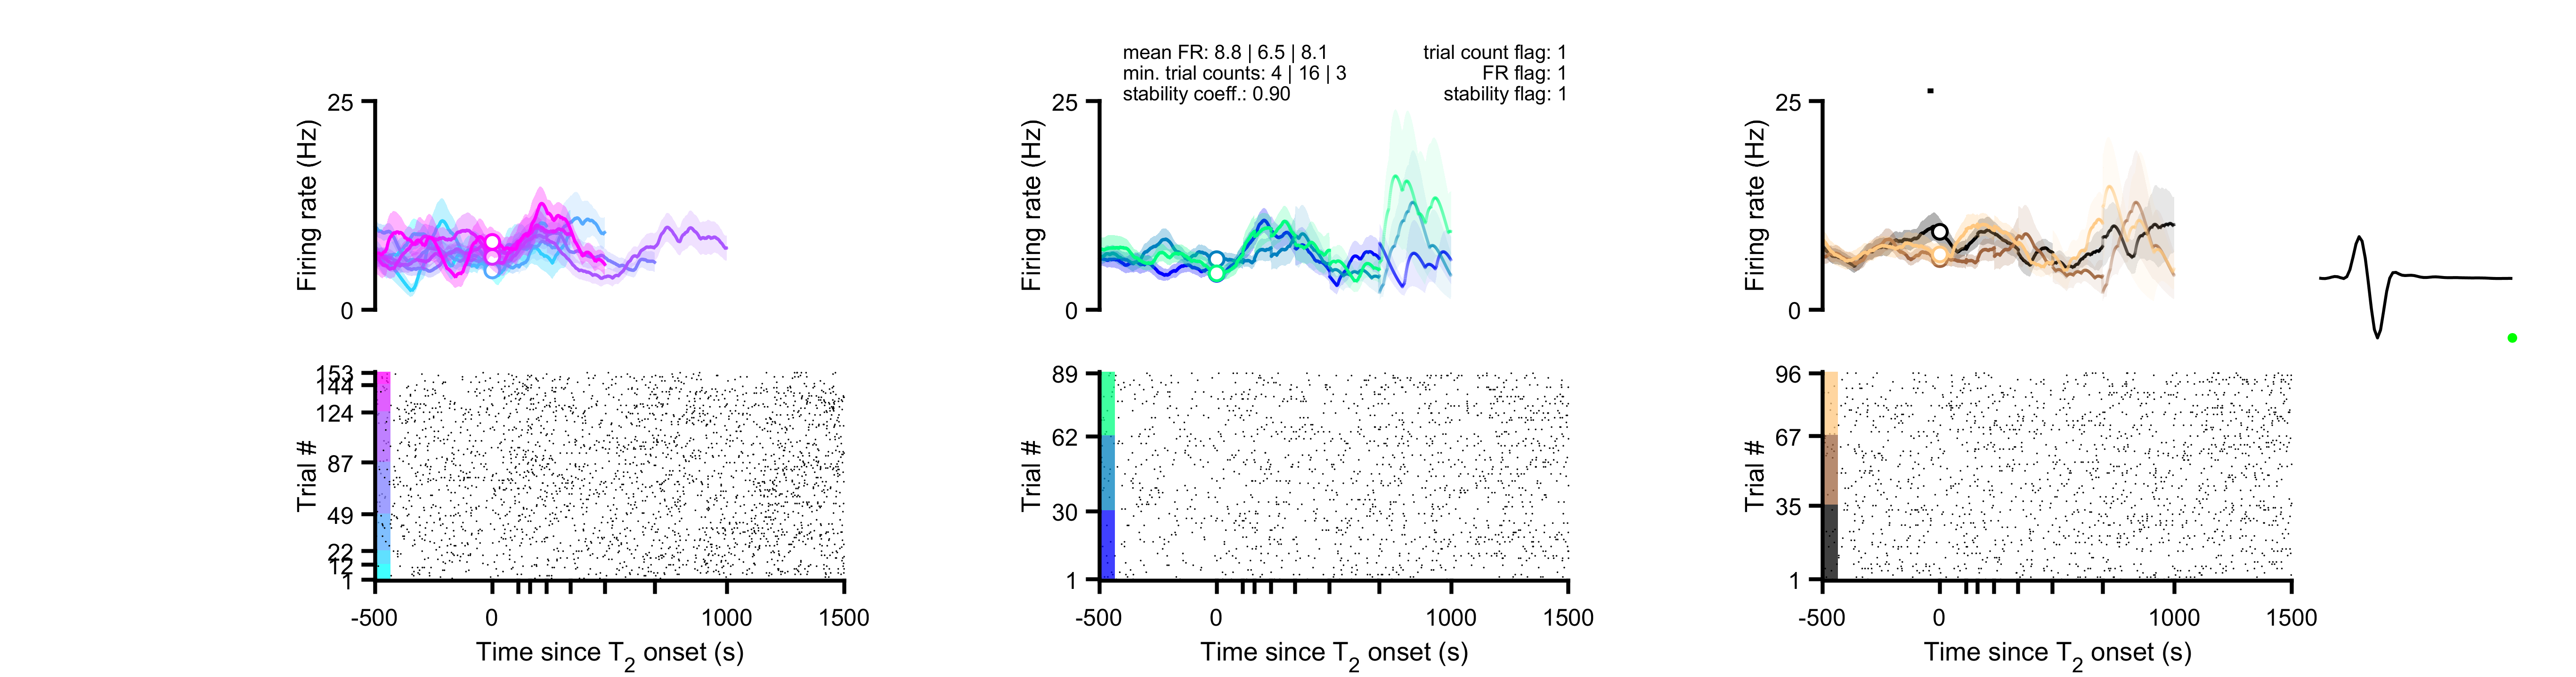 mean FR: 8.8 | 6.5 | 8.1
min. trial counts: 4 | 16 | 3
stability coeff.: 0.90
trial count flag: 1
FR flag: 1
stability flag: 1
25
0
Firing rate (Hz)
25
0
Firing rate (Hz)
25
0
Firing rate (Hz)
153
144
124
87
49
22
12
1
Trial #
-500
0
1000
1500
Time since T2 onset (s)
89
62
30
1
Trial #
-500
0
1000
1500
Time since T2 onset (s)
96
67
35
1
Trial #
-500
0
1000
1500
Time since T2 onset (s)